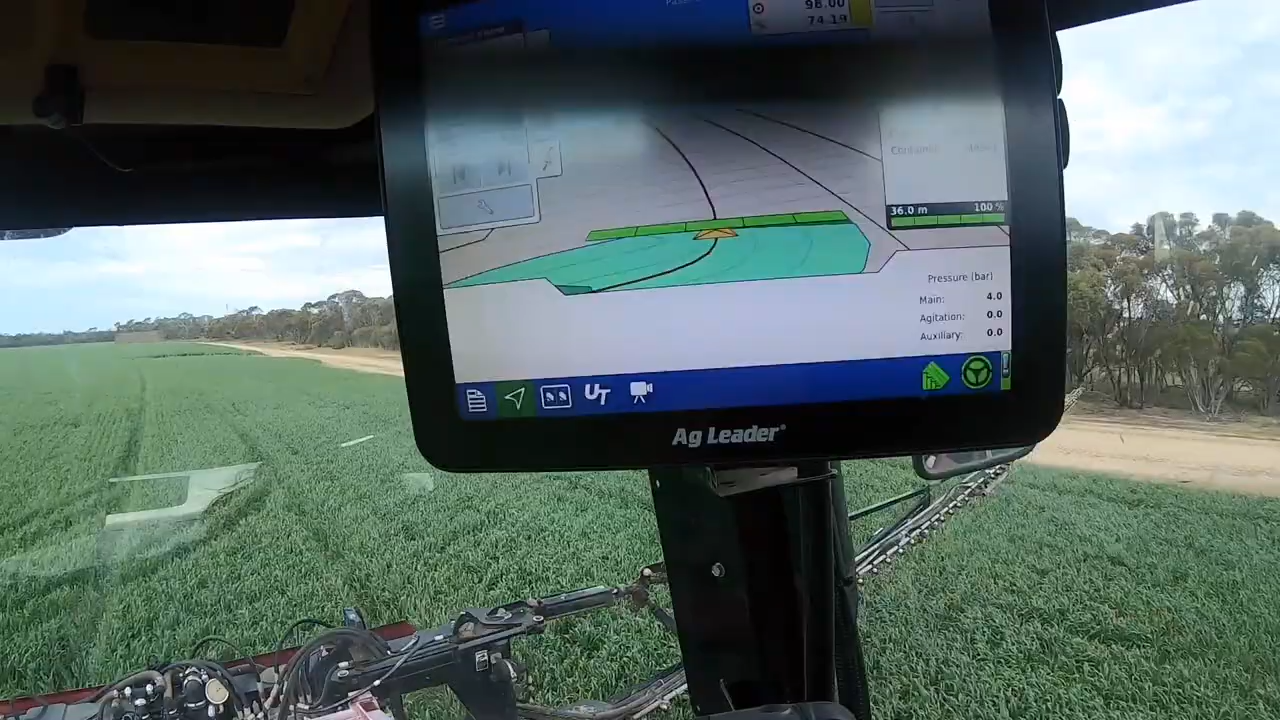 98.00
74.19
36.0 m 100 %
Pressure (bar)
Main: 4.0
Agitation: 0.0
Auxiliary: 0.0
UT
Ag Leader®